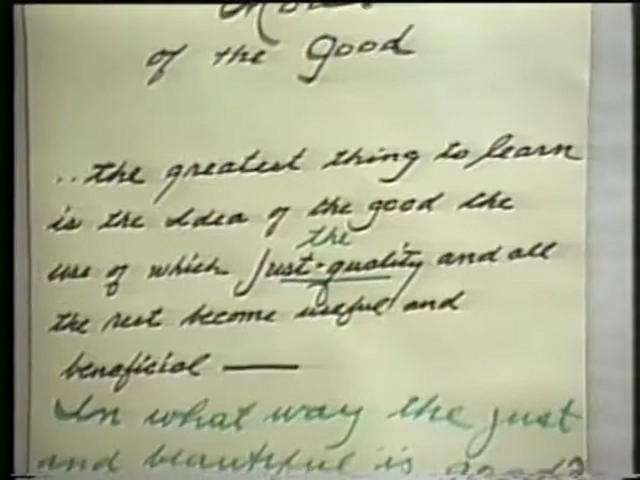 of the Good
..the greatest thing to learn
is the Idea of the good the
the
use of which just-quality and all
the rest become useful and
beneficial —
In what way the just
and beautiful is good?